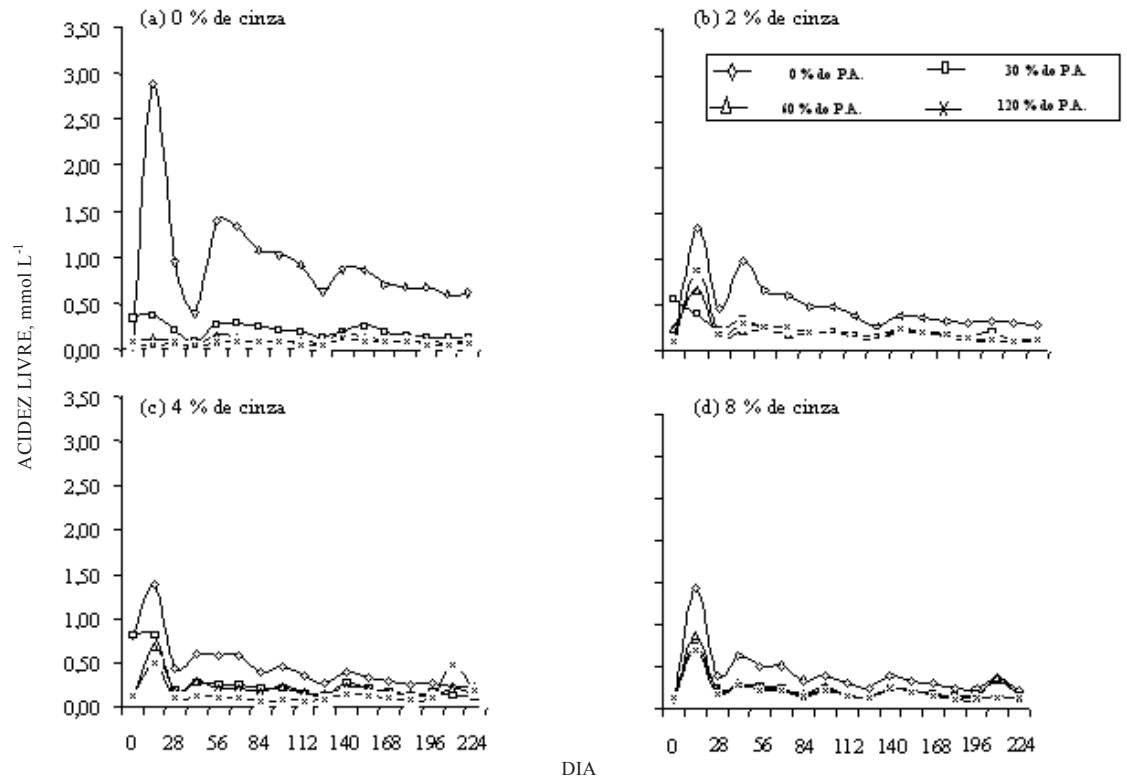 (a) 0 % de cinza
(b) 2 % de cinza
3,50
3,00
2,50
2,00
1,50
1,00
0,50
0,00
0 % do P.A.
30 % do P.A.
60 % do P.A.
120 % do P.A.
ACIDEZ LIVRE, mmol L⁻¹
(c) 4 % de cinza
(d) 8 % de cinza
3,50
3,00
2,50
2,00
1,50
1,00
0,50
0,00
0 28 56 84 112 140 168 196 224
0 28 56 84 112 140 168 196 224
DIA